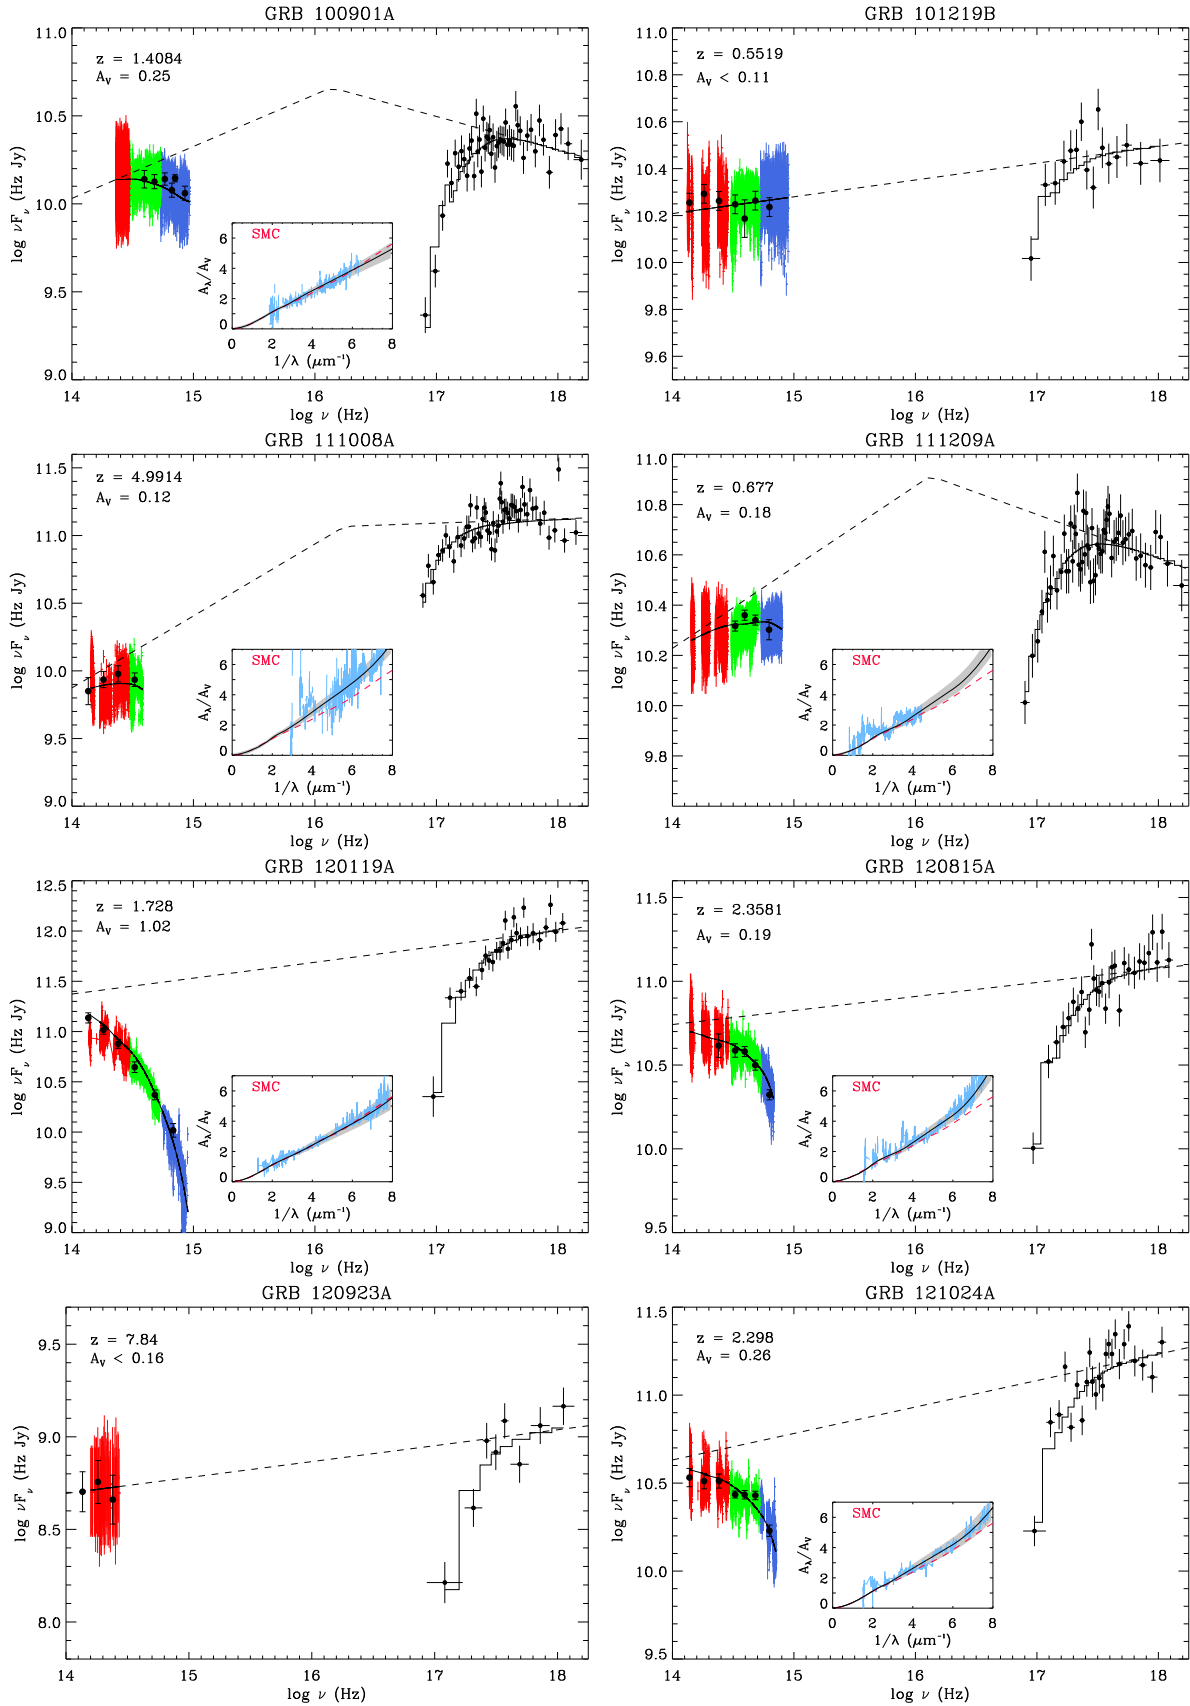 GRB 100901A
z = 1.4084
A_V = 0.25
log νF_ν (Hz Jy)
11.0
10.5
10.0
9.5
9.0
SMC
A_λ/A_V
6
4
2
0
0 2 4 6 8
1/λ (μm⁻¹)
14 15 16 17 18
log ν (Hz)
GRB 101219B
z = 0.5519
A_V < 0.11
log νF_ν (Hz Jy)
11.0
10.8
10.6
10.4
10.2
10.0
9.8
9.6
14 15 16 17 18
log ν (Hz)
GRB 111008A
z = 4.9914
A_V = 0.12
log νF_ν (Hz Jy)
11.5
11.0
10.5
10.0
9.5
9.0
SMC
A_λ/A_V
6
4
2
0
0 2 4 6 8
1/λ (μm⁻¹)
14 15 16 17 18
log ν (Hz)
GRB 111209A
z = 0.677
A_V = 0.18
log νF_ν (Hz Jy)
11.0
10.8
10.6
10.4
10.2
10.0
9.8
SMC
A_λ/A_V
6
4
2
0
0 2 4 6 8
1/λ (μm⁻¹)
14 15 16 17 18
log ν (Hz)
GRB 120119A
z = 1.728
A_V = 1.02
log νF_ν (Hz Jy)
12.5
12.0
11.5
11.0
10.5
10.0
9.5
9.0
SMC
A_λ/A_V
6
4
2
0
0 2 4 6 8
1/λ (μm⁻¹)
14 15 16 17 18
log ν (Hz)
GRB 120815A
z = 2.3581
A_V = 0.19
log νF_ν (Hz Jy)
11.5
11.0
10.5
10.0
9.5
SMC
A_λ/A_V
6
4
2
0
0 2 4 6 8
1/λ (μm⁻¹)
14 15 16 17 18
log ν (Hz)
GRB 120923A
z = 7.84
A_V < 0.16
log νF_ν (Hz Jy)
9.5
9.0
8.5
8.0
14 15 16 17 18
log ν (Hz)
GRB 121024A
z = 2.298
A_V = 0.26
log νF_ν (Hz Jy)
11.5
11.0
10.5
10.0
9.5
SMC
A_λ/A_V
6
4
2
0
0 2 4 6 8
1/λ (μm⁻¹)
14 15 16 17 18
log ν (Hz)